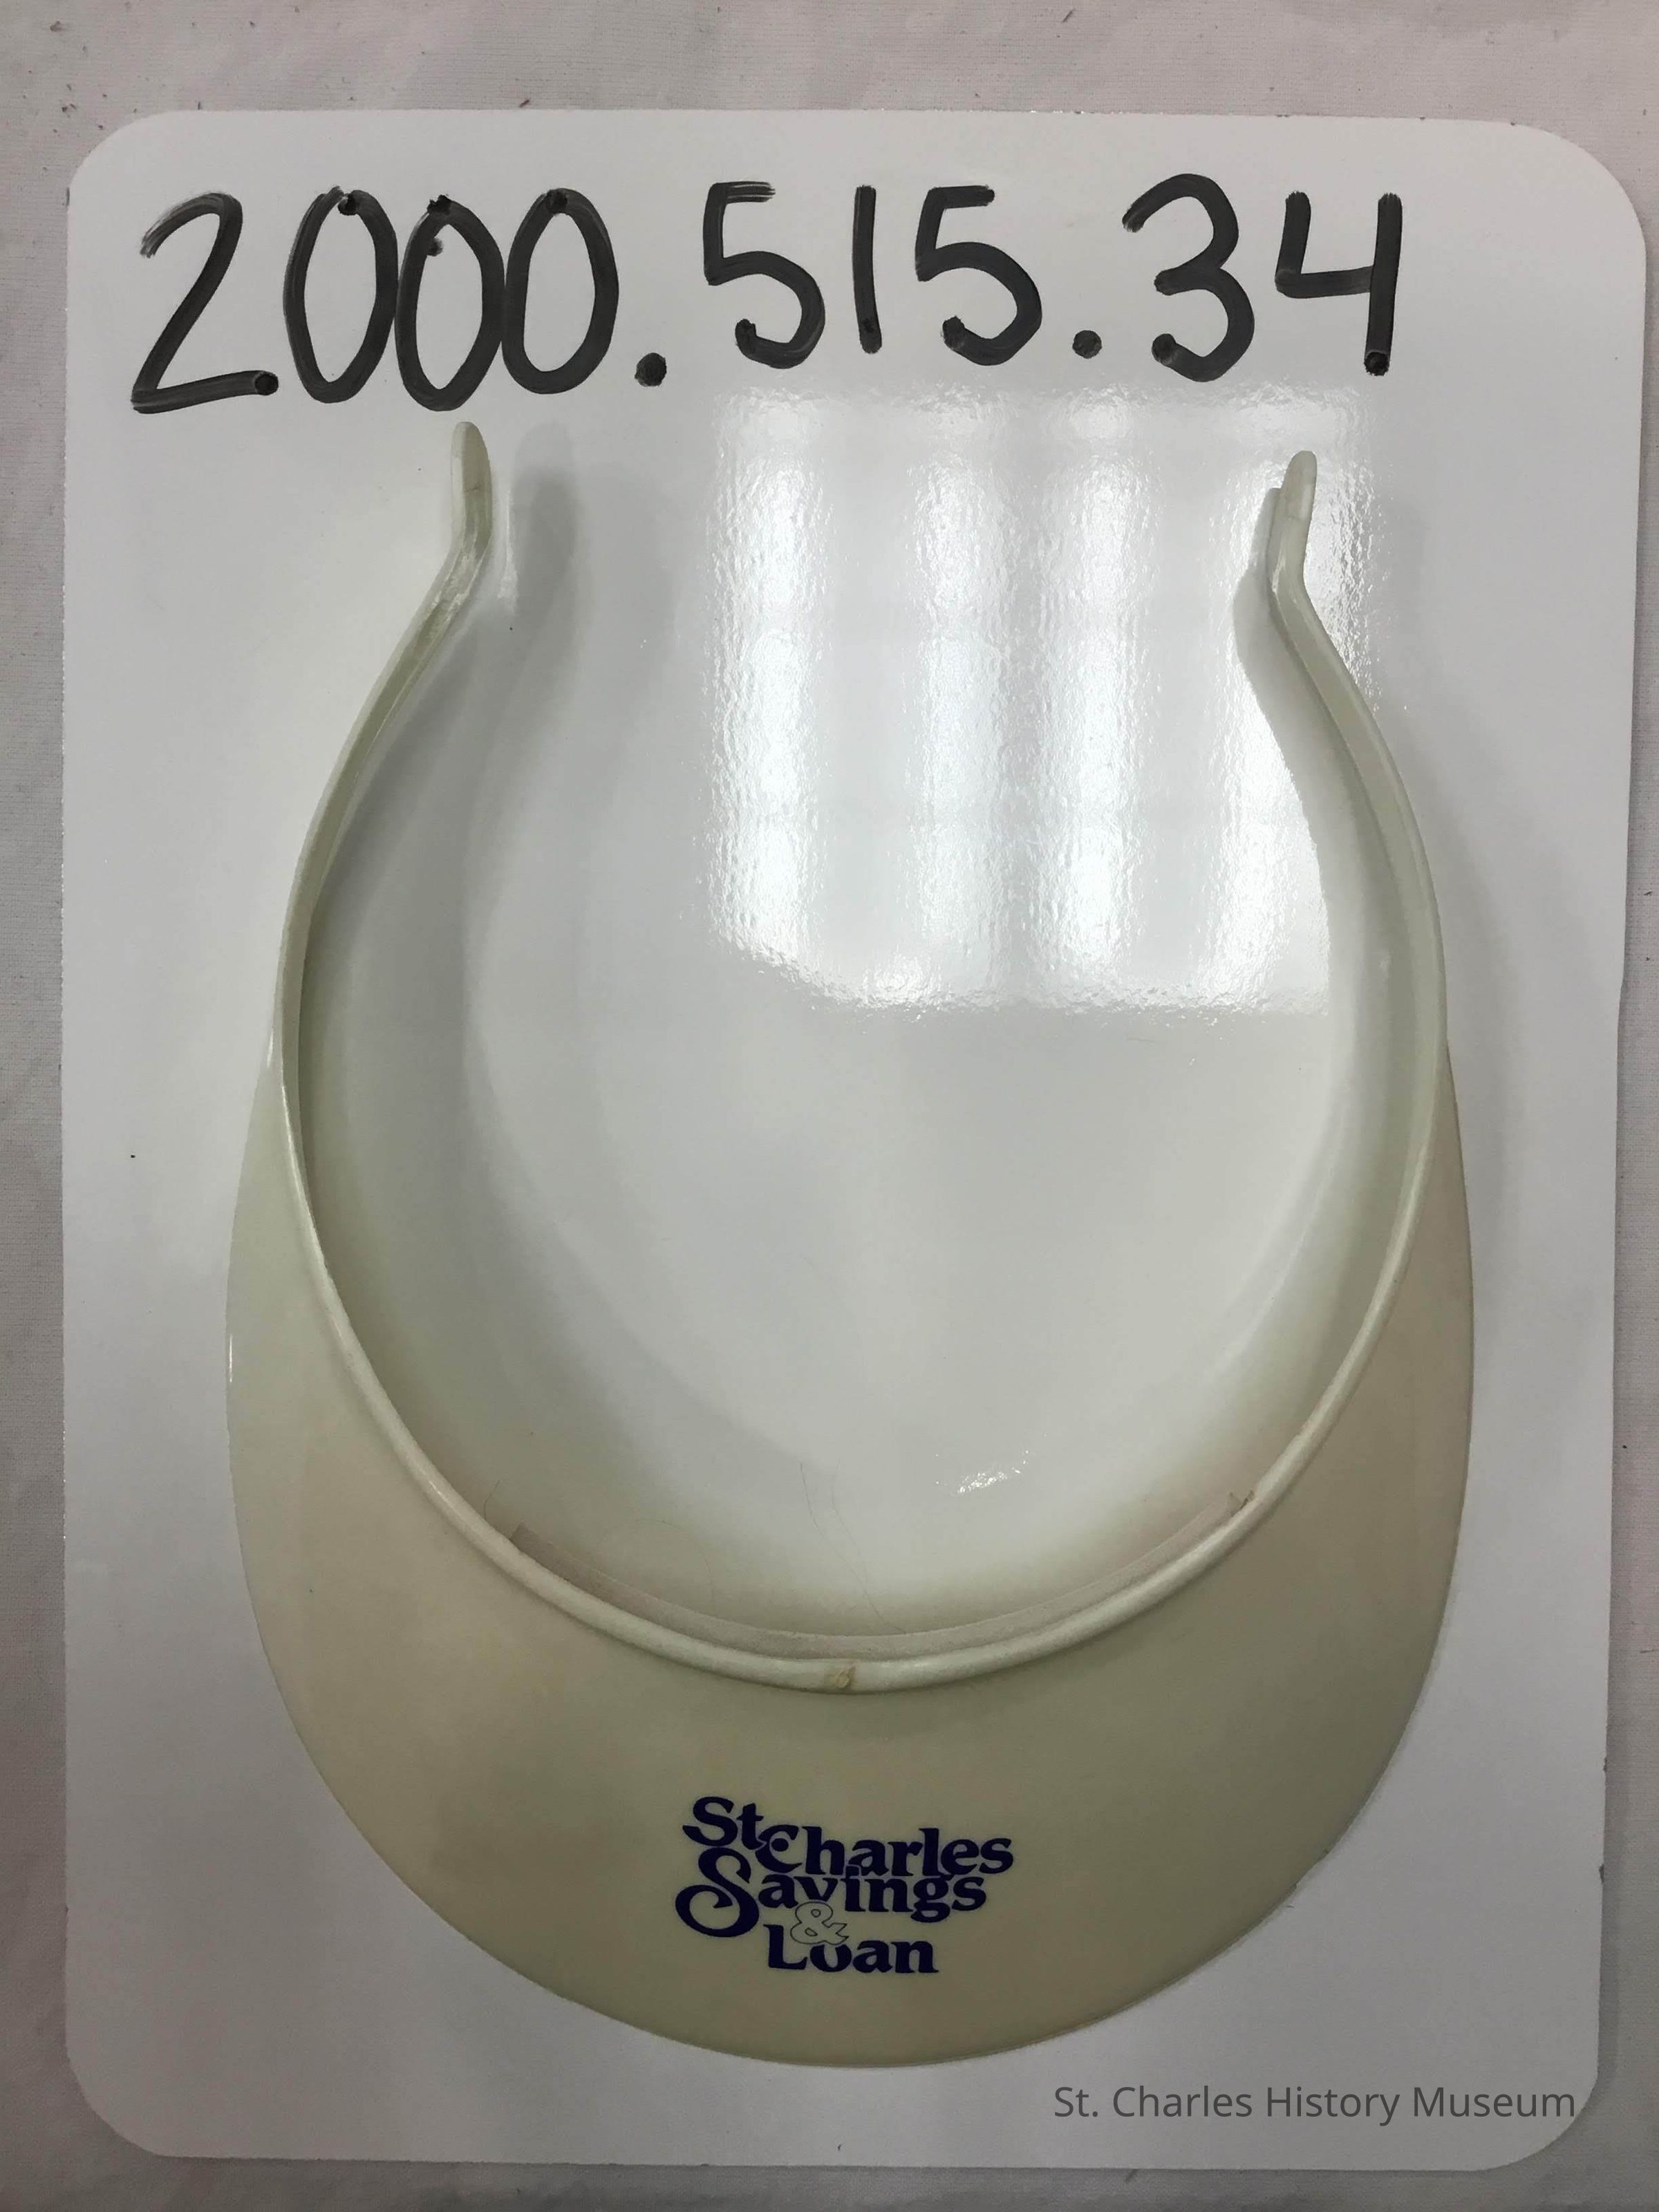 2000.515.34
St Charles
Savings
&
Loan
St. Charles History Museum